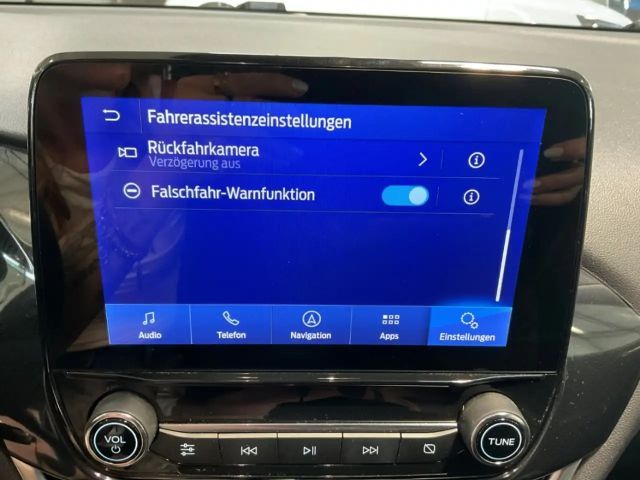 Fahrerassistenzeinstellungen
Rückfahrkamera
Verzögerung aus
Falschfahr-Warnfunktion
Audio
Telefon
Navigation
Apps
Einstellungen
VOL
TUNE